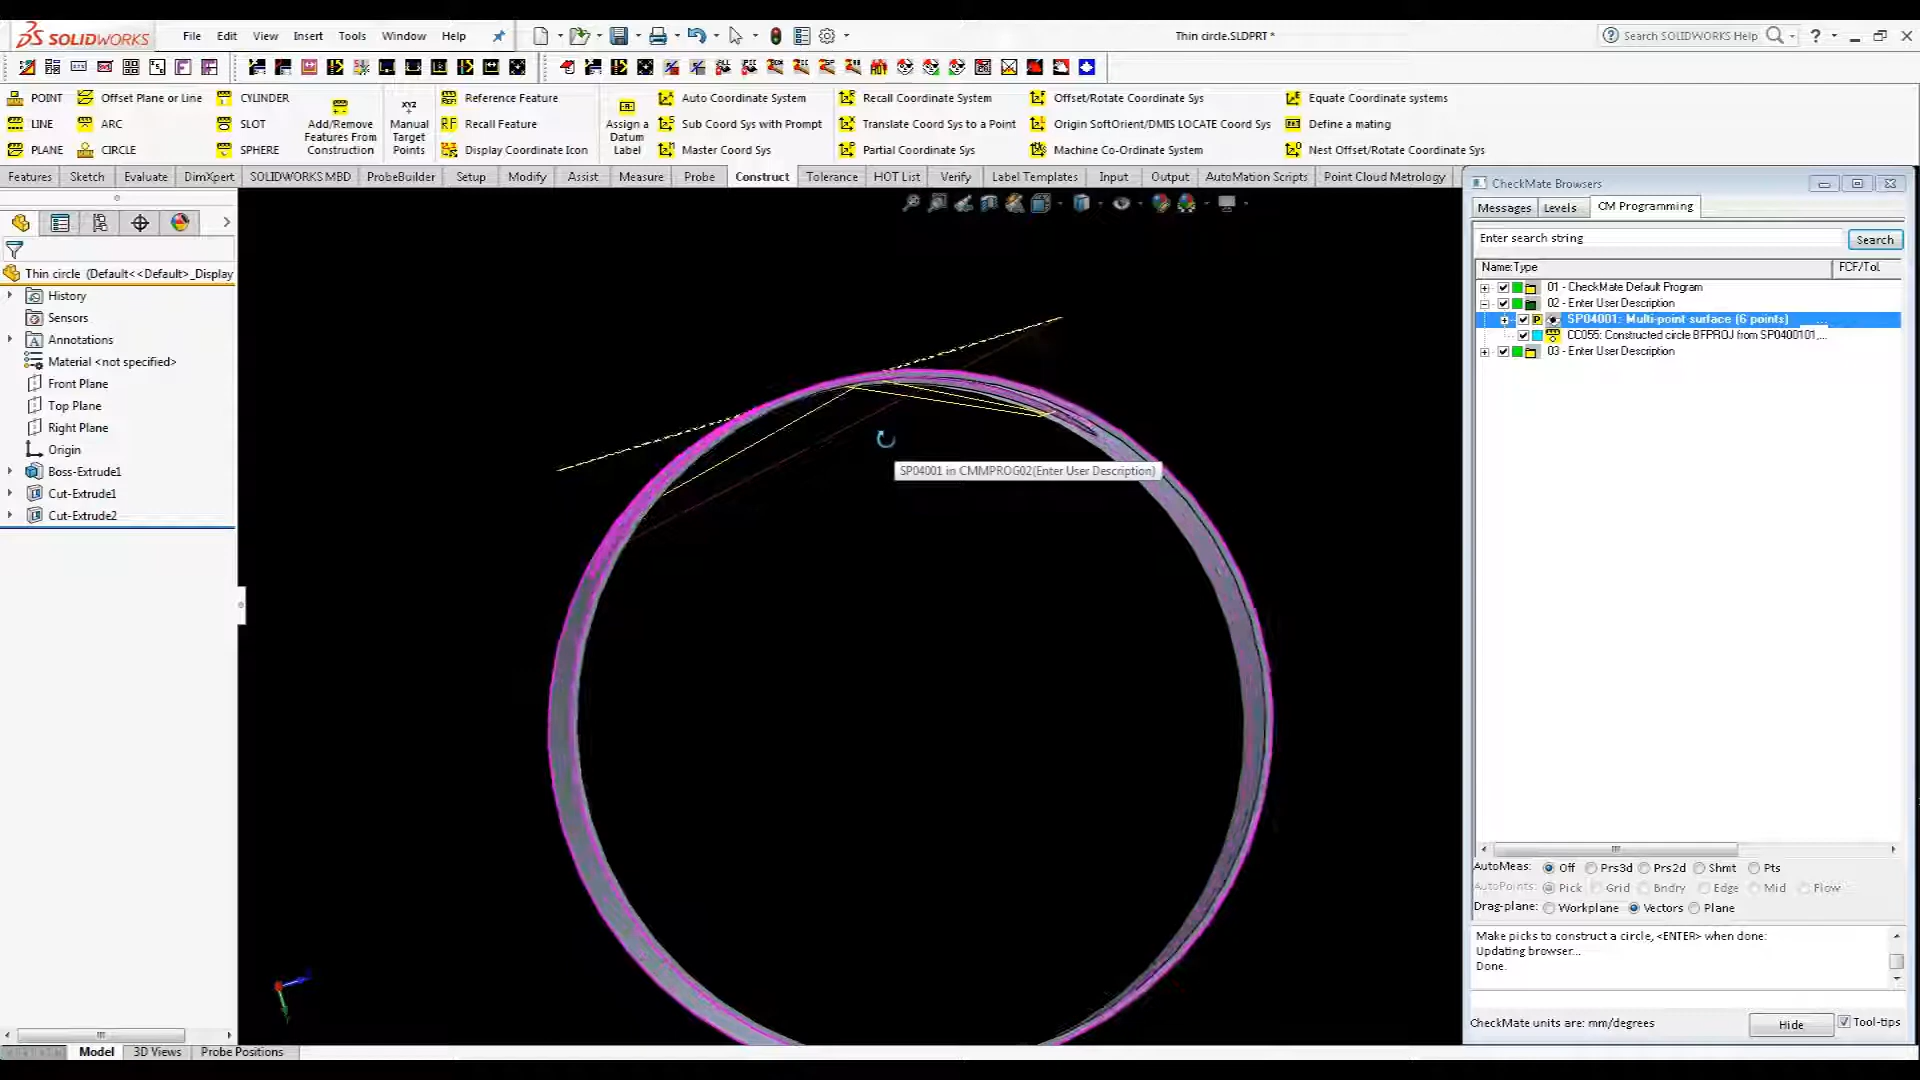 SOLIDWORKS File Edit View Insert Tools Window Help Thin circle.SLDPRT * Search SOLIDWORKS Help
POINT Offset Plane or Line CYLINDER Reference Feature Auto Coordinate System Recall Coordinate System Offset/Rotate Coordinate Sys Equate Coordinate systems
LINE ARC SLOT Add/Remove Features From Construction XYZ Manual Target Points RF Recall Feature Assign a Datum Label Sub Coord Sys with Prompt Translate Coord Sys to a Point Origin SoftOrient/DMIS LOCATE Coord Sys Define a mating
PLANE CIRCLE SPHERE Display Coordinate Icon Master Coord Sys Partial Coordinate Sys Machine Co-Ordinate System Nest Offset/Rotate Coordinate Sys
Features Sketch Evaluate DimXpert SOLIDWORKS MBD ProbeBuilder Setup Modify Assist Measure Probe Construct Tolerance HOT List Verify Label Templates Input Output AutoMation Scripts Point Cloud Metrology
CheckMate Browsers
Messages Levels CM Programming
Enter search string Search
Name:Type FCF/Tol
01 - CheckMate Default Program
02 - Enter User Description
SP04001: Multi-point surface (6 points) ...
CC055: Constructed circle BFPROJ from SP0400101,...
03 - Enter User Description
Thin circle (Default<<Default>_Display
History
Sensors
Annotations
Material <not specified>
Front Plane
Top Plane
Right Plane
Origin
Boss-Extrude1
Cut-Extrude1
Cut-Extrude2
SP04001 in CMMPROG02(Enter User Description)
AutoMeas: Off Prs3d Prs2d Shmt Pts
AutoPoints: Pick Grid Bndry Edge Mid Flow
Drag-plane: Workplane Vectors Plane
Make picks to construct a circle, <ENTER> when done:
Updating browser...
Done.
CheckMate units are: mm/degrees Hide Tool-tips
Model 3D Views Probe Positions